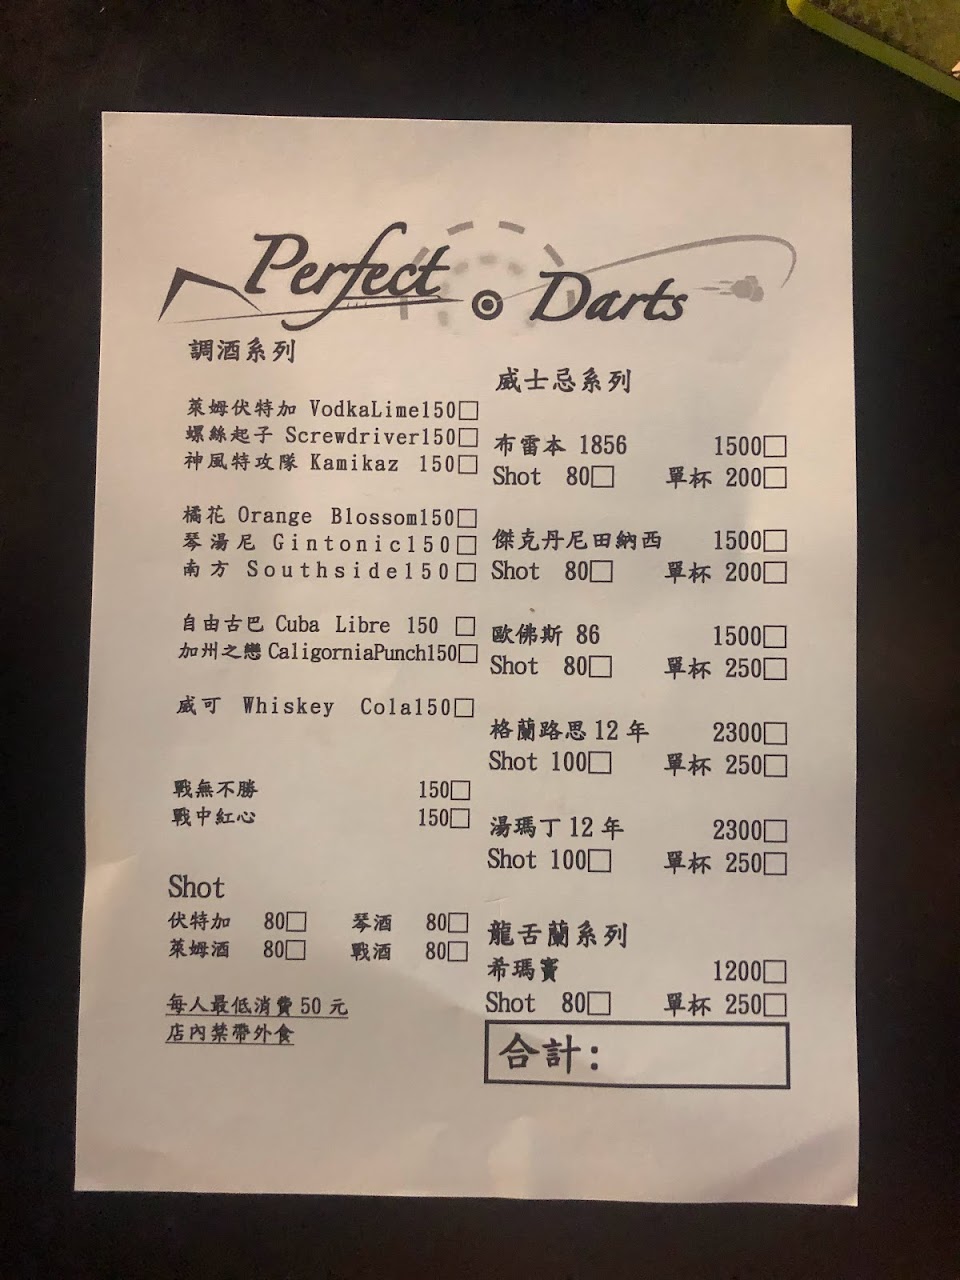 Perfect Darts
調酒系列
萊姆伏特加 VodkaLime150□
螺絲起子 Screwdriver150□
神風特攻隊 Kamikaz 150□
橘花 Orange Blossom150□
琴湯尼 Gintonic150□
南方 Southside150□
自由古巴 Cuba Libre 150 □
加州之戀 CaligorniaPunch150□
威可 Whiskey Cola150□
戰無不勝 150□
戰中紅心 150□
Shot
伏特加 80□ 琴酒 80□
萊姆酒 80□ 戰酒 80□
每人最低消費 50 元
店內禁帶外食
威士忌系列
布雷本 1856 1500□
Shot 80□ 單杯 200□
傑克丹尼田納西 1500□
Shot 80□ 單杯 200□
歐佛斯 86 1500□
Shot 80□ 單杯 250□
格蘭路思 12 年 2300□
Shot 100□ 單杯 250□
湯瑪丁 12 年 2300□
Shot 100□ 單杯 250□
龍舌蘭系列
希瑪竇 1200□
Shot 80□ 單杯 250□
合計：